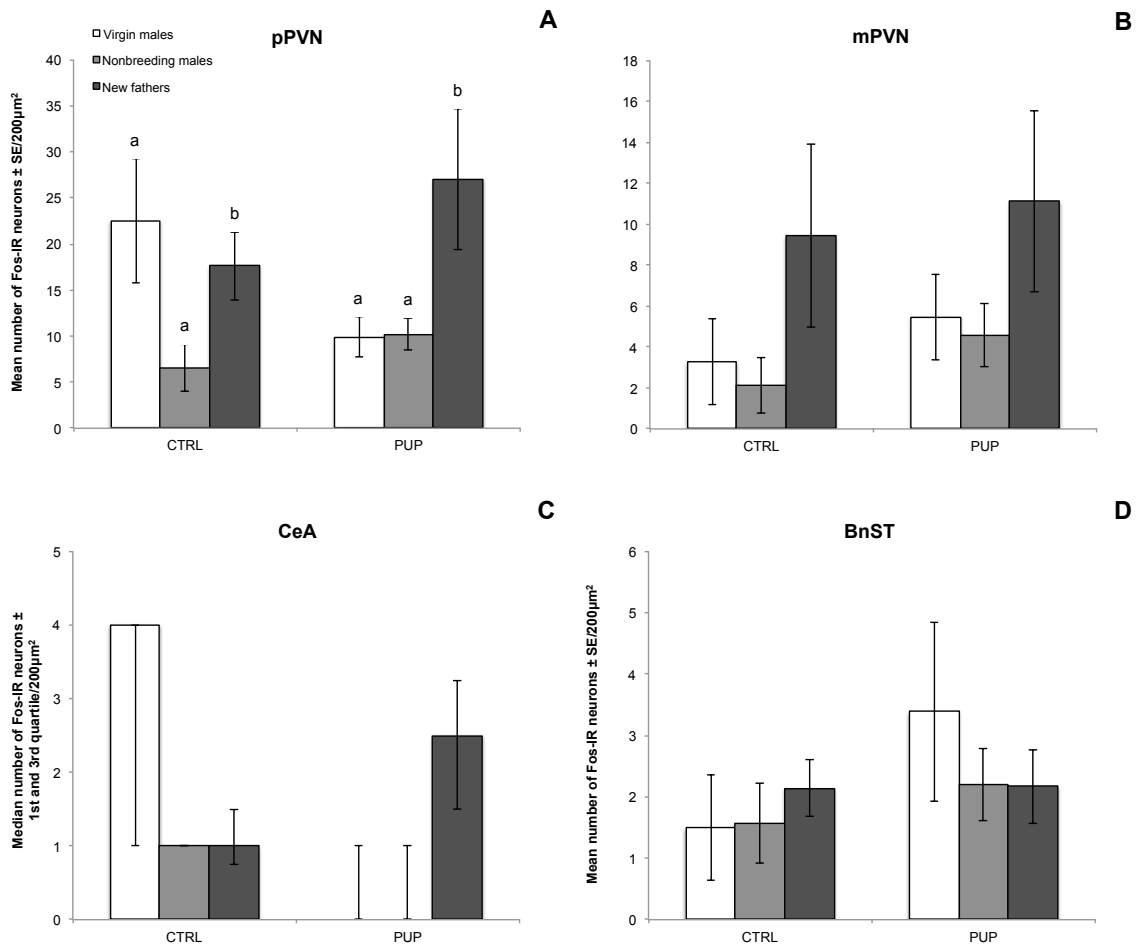 A
pPVN
Virgin males
Nonbreeding males
New fathers
Mean number of Fos-IR neurons ± SE/200µm²
40
35
30
25
20
15
10
5
0
a
a
b
a
a
b
CTRL
PUP
B
mPVN
18
16
14
12
10
8
6
4
2
0
CTRL
PUP
C
CeA
Median number of Fos-IR neurons ±
1st and 3rd quartile/200µm²
5
4
3
2
1
0
CTRL
PUP
D
BnST
Mean number of Fos-IR neurons ± SE/200µm²
6
5
4
3
2
1
0
CTRL
PUP